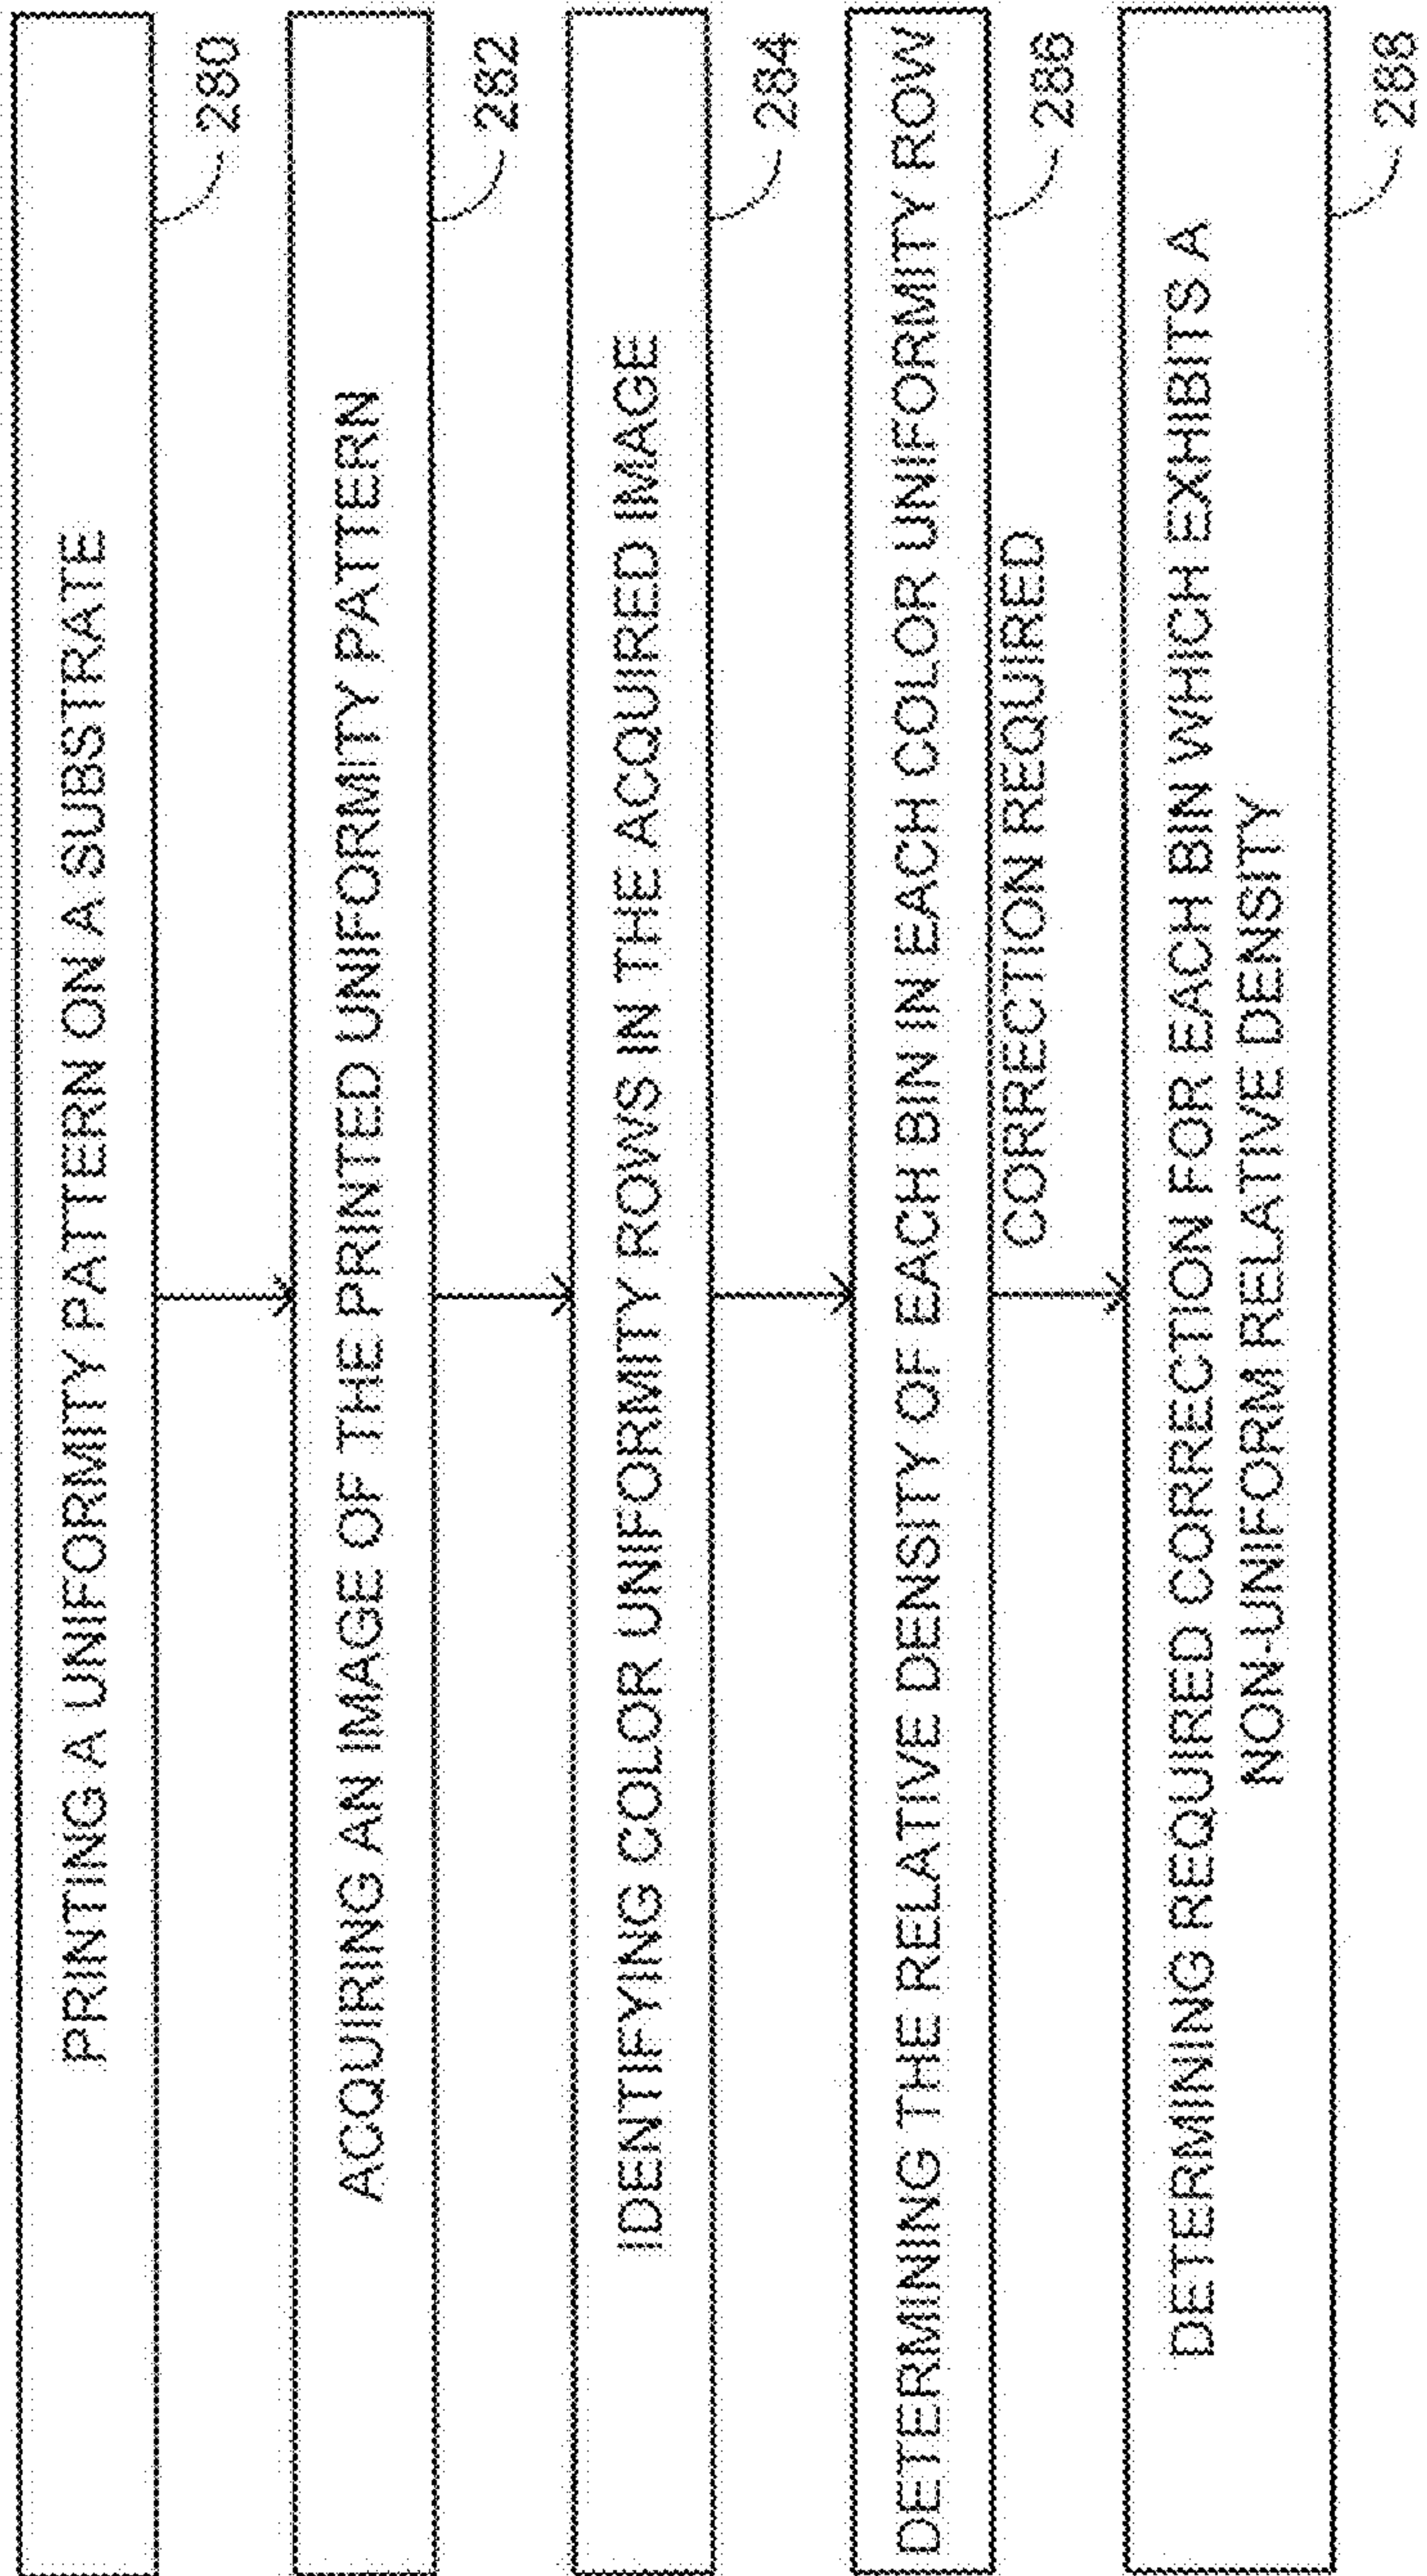 PRINTING A UNIFORMITY PATTERN ON A SUBSTRATE
280
ACQUIRING AN IMAGE OF THE PRINTED UNIFORMITY PATTERN
282
IDENTIFYING COLOR UNIFORMITY ROWS IN THE ACQUIRED IMAGE
284
DETERMINING THE RELATIVE DENSITY OF EACH BIN IN EACH COLOR UNIFORMITY ROW
286
CORRECTION REQUIRED
DETERMINING REQUIRED CORRECTION FOR EACH BIN WHICH EXHIBITS A
NON-UNIFORM RELATIVE DENSITY
288